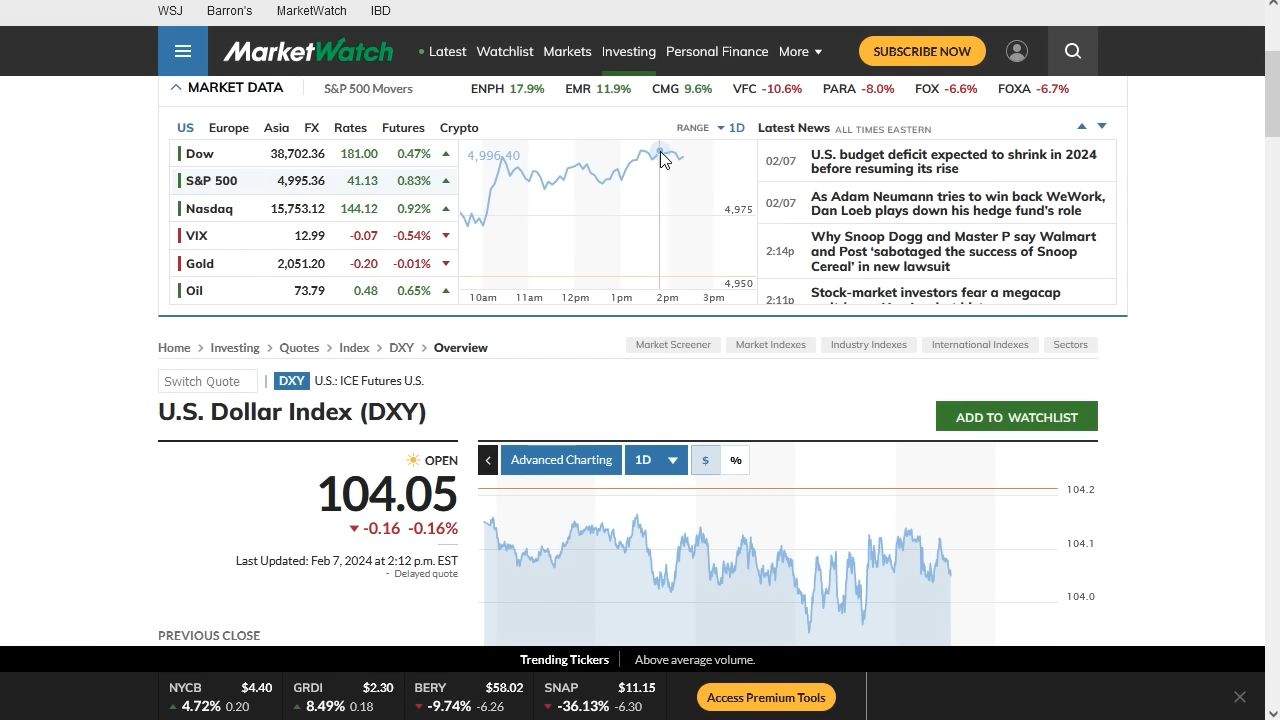 WSJ Barron's MarketWatch IBD
MarketWatch Latest Watchlist Markets Investing Personal Finance More SUBSCRIBE NOW
MARKET DATA S&P 500 Movers ENPH 17.9% EMR 11.9% CMG 9.6% VFC -10.6% PARA -8.0% FOX -6.6% FOXA -6.7%
US Europe Asia FX Rates Futures Crypto RANGE 1D Latest News ALL TIMES EASTERN
Dow 38,702.36 181.00 0.47%
S&P 500 4,995.36 41.13 0.83%
Nasdaq 15,753.12 144.12 0.92%
VIX 12.99 -0.07 -0.54%
Gold 2,051.20 -0.20 -0.01%
Oil 73.79 0.48 0.65%
4,996.40
4,975
4,950
10am 11am 12pm 1pm 2pm 3pm
02/07 U.S. budget deficit expected to shrink in 2024
before resuming its rise
02/07 As Adam Neumann tries to win back WeWork,
Dan Loeb plays down his hedge fund's role
2:14p Why Snoop Dogg and Master P say Walmart
and Post ‘sabotaged the success of Snoop
Cereal’ in new lawsuit
2:11p Stock-market investors fear a megacap
Home > Investing > Quotes > Index > DXY > Overview Market Screener Market Indexes Industry Indexes International Indexes Sectors
Switch Quote | DXY U.S.: ICE Futures U.S.
U.S. Dollar Index (DXY) ADD TO WATCHLIST
OPEN
104.05
-0.16 -0.16%
Last Updated: Feb 7, 2024 at 2:12 p.m. EST
- Delayed quote
PREVIOUS CLOSE
Advanced Charting 1D $ %
104.2
104.1
104.0
Trending Tickers | Above average volume.
NYCB $4.40 GRDI $2.30 BERY $58.02 SNAP $11.15
4.72% 0.20 8.49% 0.18 -9.74% -6.26 -36.13% -6.30
Access Premium Tools